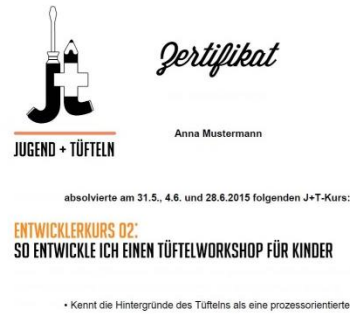 Zertifikat
j+t
JUGEND + TÜFTELN
Anna Mustermann
absolvierte am 31.5., 4.6. und 28.6.2015 folgenden J+T-Kurs:
ENTWICKLERKURS 02:
SO ENTWICKLE ICH EINEN TÜFTELWORKSHOP FÜR KINDER
• Kennt die Hintergründe des Tüftelns als eine prozessorientierte